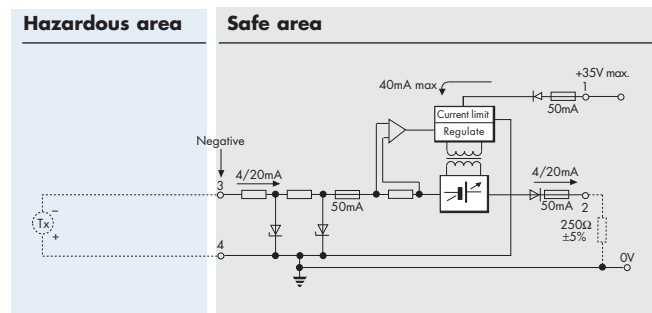 Hazardous area
Safe area
40mA max
+35V max.
1
50mA
Current limit
Regulate
Negative
3
4/20mA
50mA
4/20mA
50mA
2
Tx
–
+
250Ω
±5%
4
0V